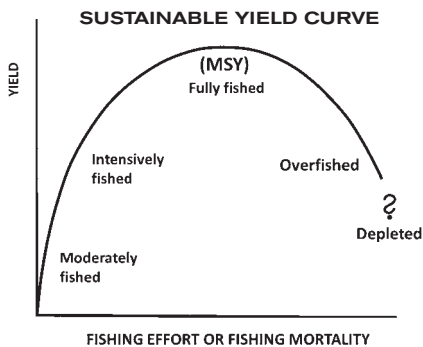 SUSTAINABLE YIELD CURVE
YIELD
(MSY)
Fully fished
Intensively
fished
Overfished
?
Depleted
Moderately
fished
FISHING EFFORT OR FISHING MORTALITY